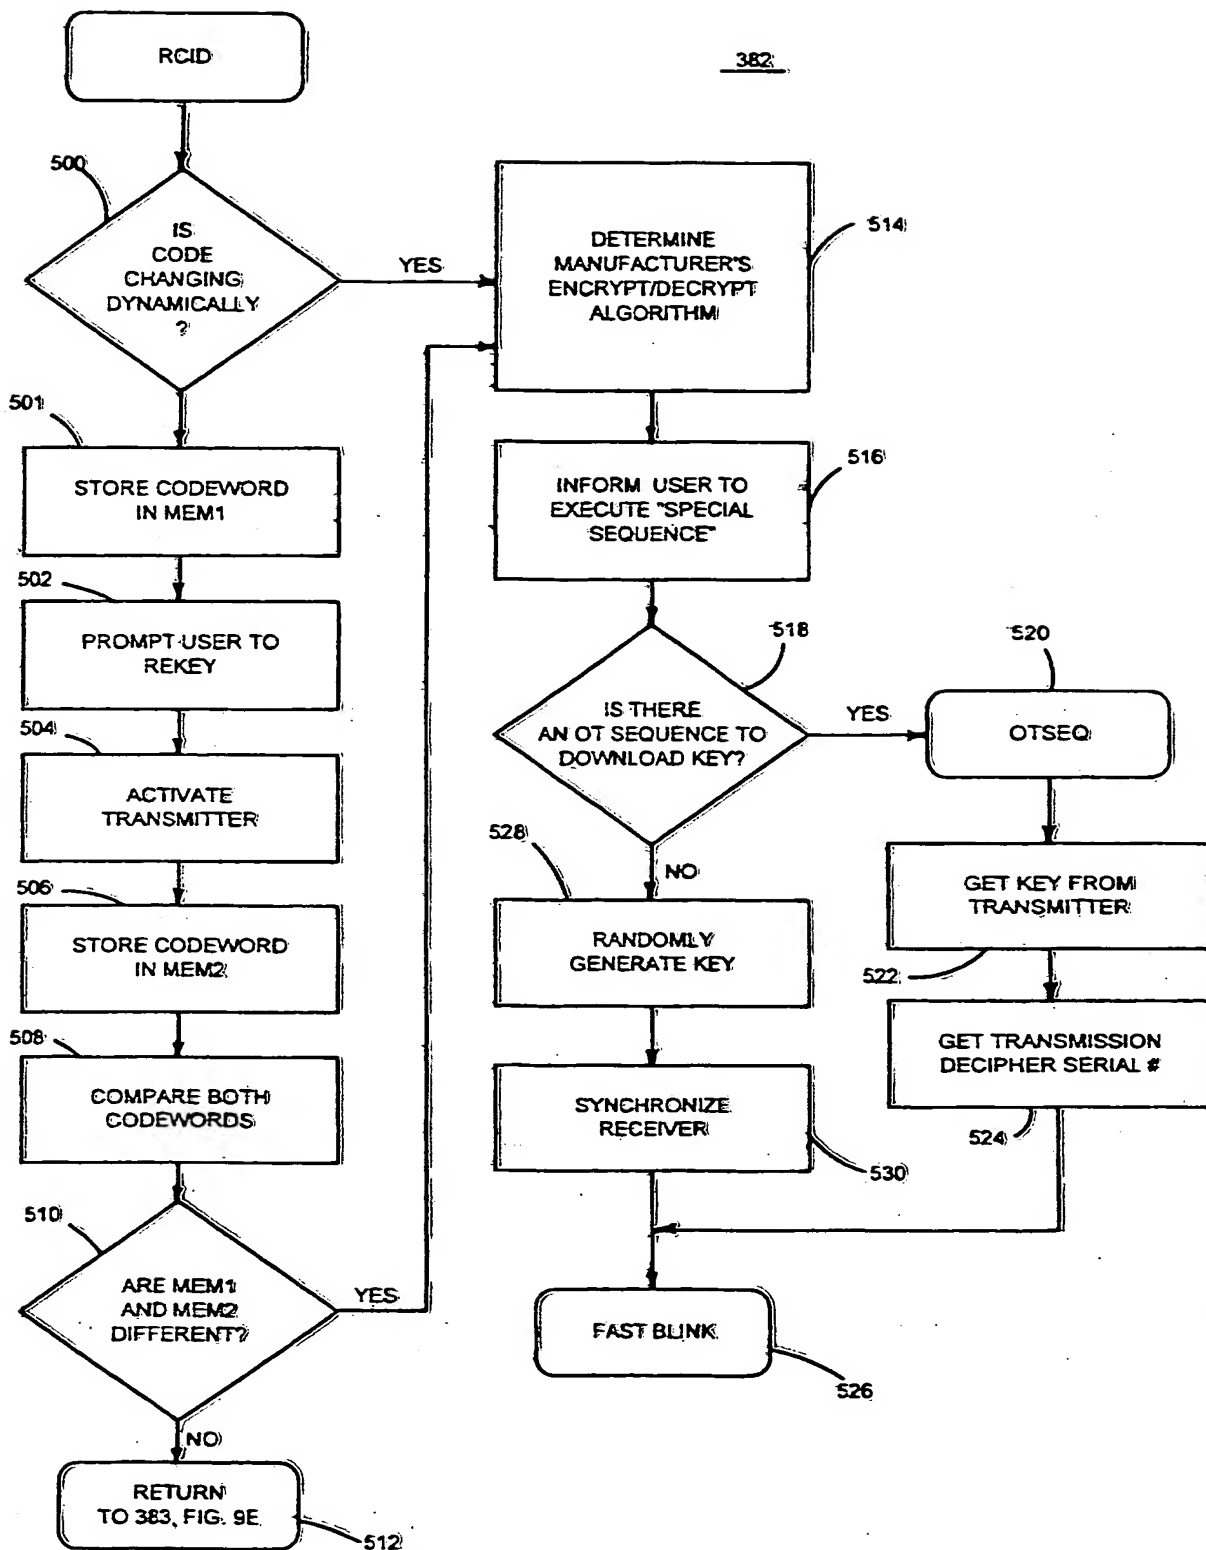 RCID
382
500
IS
CODE
CHANGING
DYNAMICALLY
?
YES
DETERMINE
MANUFACTURER'S
ENCRYPT/DECRYPT
ALGORITHM
514
501
STORE CODEWORD
IN MEM1
516
INFORM USER TO
EXECUTE "SPECIAL
SEQUENCE"
502
PROMPT USER TO
REKEY
518
520
IS THERE
AN OT SEQUENCE TO
DOWNLOAD KEY?
YES
OTSEQ
504
ACTIVATE
TRANSMITTER
528
NO
GET KEY FROM
TRANSMITTER
522
506
STORE CODEWORD
IN MEM2
RANDOMLY
GENERATE KEY
508
COMPARE BOTH
CODEWORDS
SYNCHRONIZE
RECEIVER
530
GET TRANSMISSION
DECIPHER SERIAL #
524
510
ARE MEM1
AND MEM2
DIFFERENT?
YES
FAST BLINK
526
NO
RETURN
TO 383, FIG. 9E
512